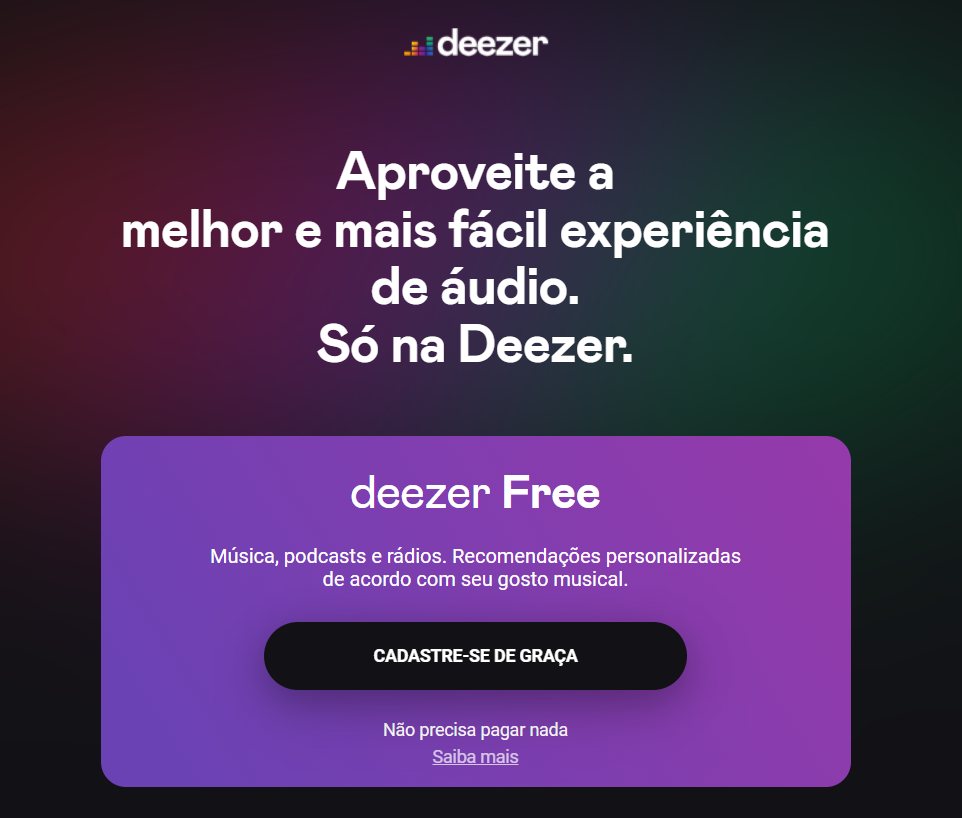 deezer
Aproveite a
melhor e mais fácil experiência
de áudio.
Só na Deezer.
deezer Free
Música, podcasts e rádios. Recomendações personalizadas
de acordo com seu gosto musical.
CADASTRE-SE DE GRAÇA
Não precisa pagar nada
Saiba mais